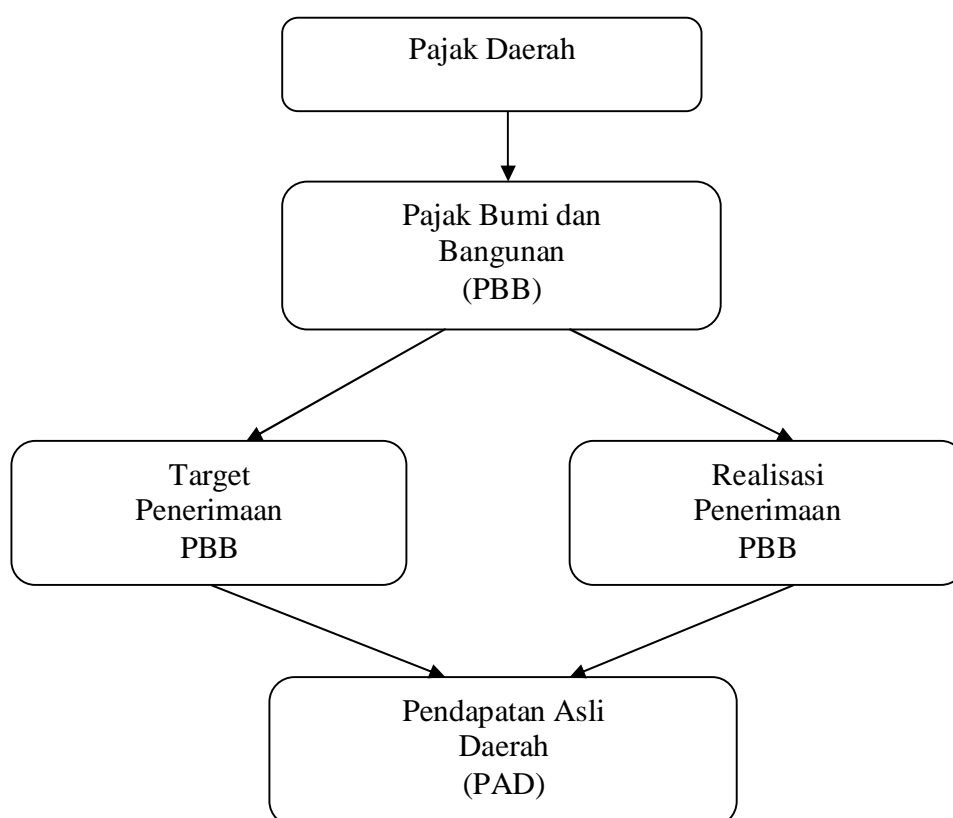 Pajak Daerah
Pajak Bumi dan
Bangunan
(PBB)
Target
Penerimaan
PBB
Realisasi
Penerimaan
PBB
Pendapatan Asli
Daerah
(PAD)